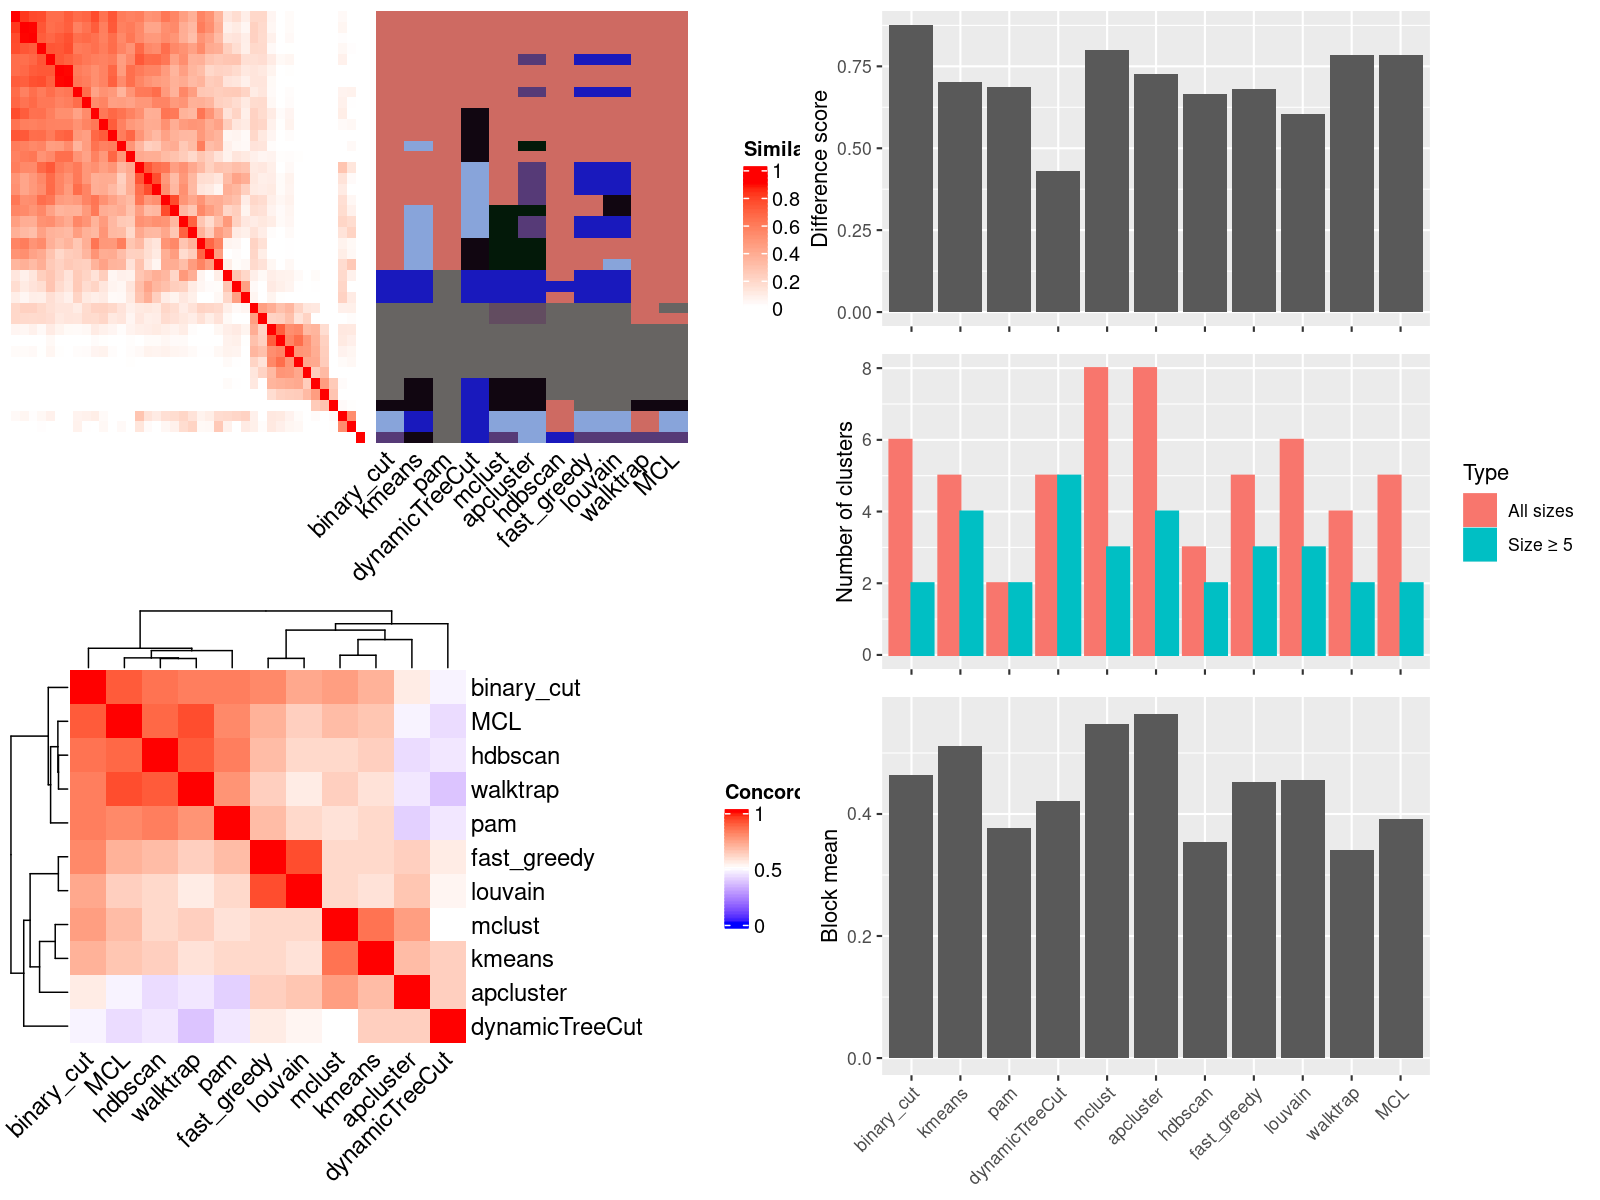 Simila
1
0.8
0.6
0.4
0.2
0
binary_cut
kmeans
pam
dynamicTreeCut
mclust
apcluster
hdbscan
fast_greedy
louvain
walktrap
MCL
binary_cut
MCL
hdbscan
walktrap
pam
fast_greedy
louvain
mclust
kmeans
apcluster
dynamicTreeCut
binary_cut
MCL
hdbscan
walktrap
pam
fast_greedy
louvain
mclust
kmeans
apcluster
dynamicTreeCut
Concord
1
0.5
0
Difference score
0.75
0.50
0.25
0.00
Number of clusters
8
6
4
2
0
Type
All sizes
Size ≥ 5
Block mean
0.4
0.2
0.0
binary_cut
kmeans
pam
dynamicTreeCut
mclust
apcluster
hdbscan
fast_greedy
louvain
walktrap
MCL